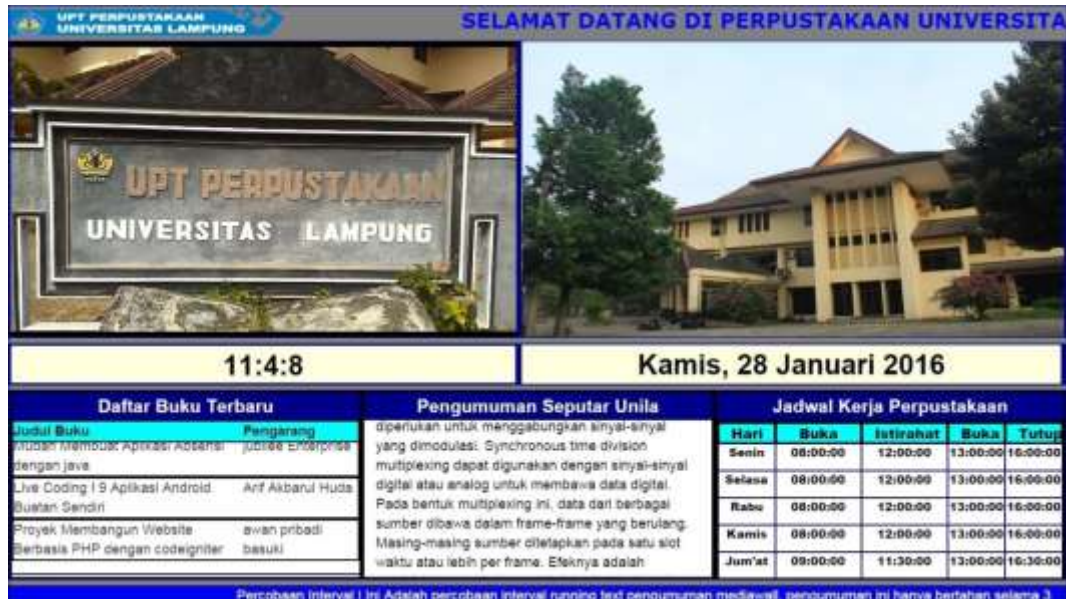 UPT PERPUSTAKAAN
UNIVERSITAS LAMPUNG
SELAMAT DATANG DI PERPUSTAKAAN UNIVERSITA
UPT PERPUSTAKAAN
UNIVERSITAS LAMPUNG
11:4:8
Kamis, 28 Januari 2016
Daftar Buku Terbaru
Judul Buku Pengarang
Mudah Membuat Aplikasi Absensi jubilee Enterprise
dengan java
Live Coding ! 9 Aplikasi Android Arif Akbarul Huda
Buatan Sendiri
Proyek Membangun Website awan pribadi
Berbasis PHP dengan codeigniter basuki
Pengumuman Seputar Unila
diperlukan untuk menggabungkan sinyal-sinyal
yang dimodulasi. Synchronous time division
multiplexing dapat digunakan dengan sinyal-sinyal
digital atau analog untuk membawa data digital.
Pada bentuk multiplexing ini, data dari berbagai
sumber dibawa dalam frame-frame yang berulang.
Masing-masing sumber ditetapkan pada satu slot
waktu atau lebih per frame. Efeknya adalah
Jadwal Kerja Perpustakaan
Hari Buka Istirahat Buka Tutup
Senin 08:00:00 12:00:00 13:00:00 16:00:00
Selasa 08:00:00 12:00:00 13:00:00 16:00:00
Rabu 08:00:00 12:00:00 13:00:00 16:00:00
Kamis 08:00:00 12:00:00 13:00:00 16:00:00
Jum'at 09:00:00 11:30:00 13:00:00 16:30:00
Percobaan Interval ! Ini Adalah percobaan interval running text pengumuman mediawall, pengumuman ini hanya bertahan selama 3